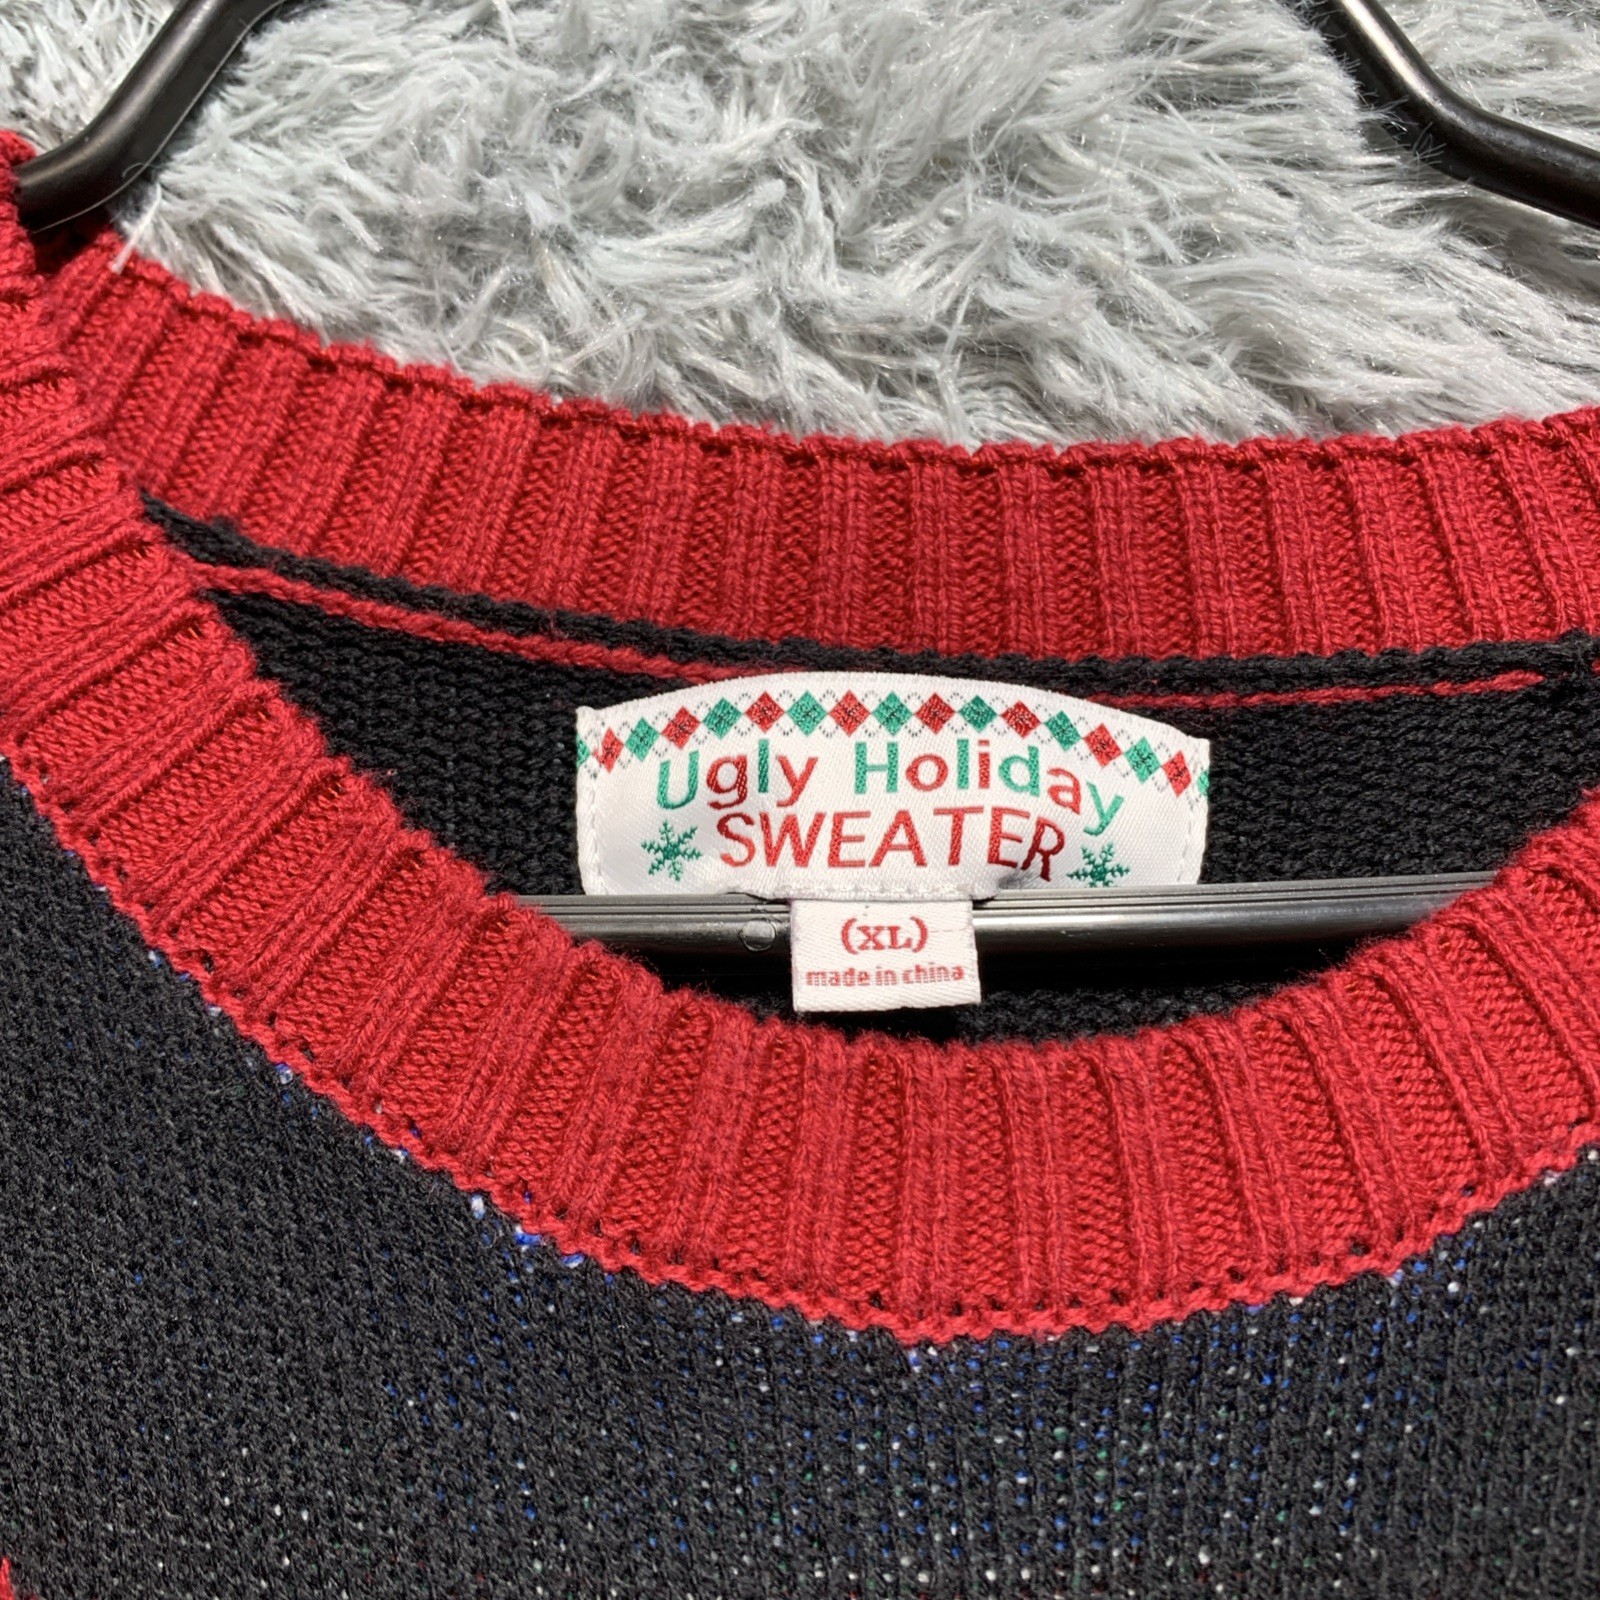 Ugly Holiday
SWEATER
(XL)
made in china